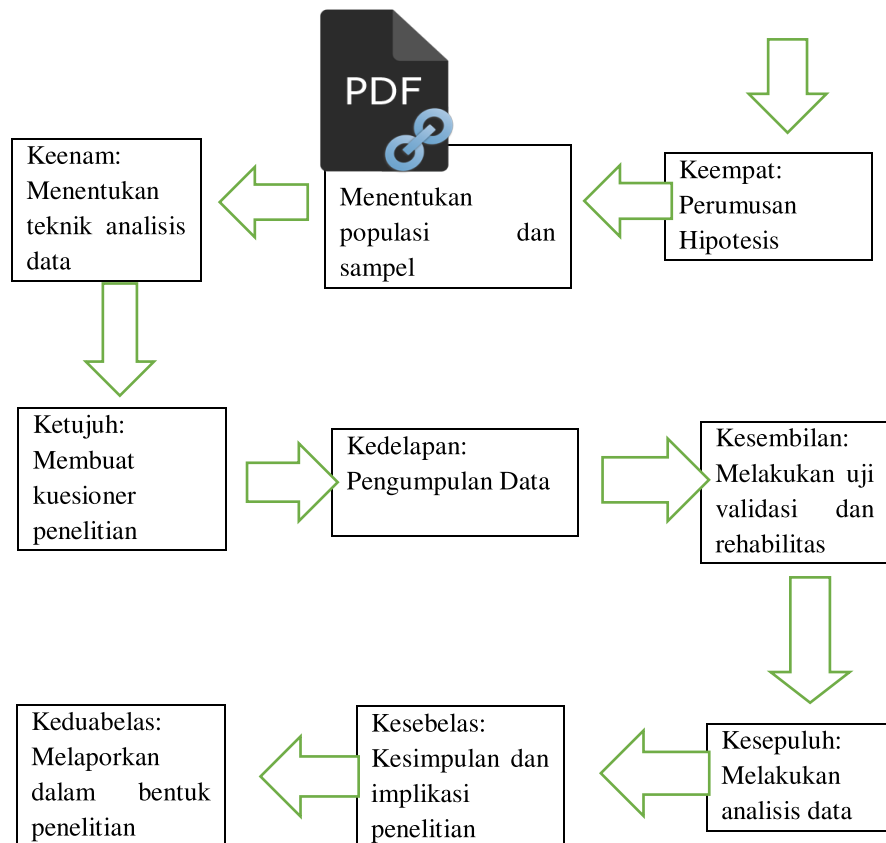 PDF
Keenam:
Menentukan
teknik analisis
data
Menentukan
populasi dan
sampel
Keempat:
Perumusan
Hipotesis
Ketujuh:
Membuat
kuesioner
penelitian
Kedelapan:
Pengumpulan Data
Kesembilan:
Melakukan uji
validasi dan
rehabilitas
Keduabelas:
Melaporkan
dalam bentuk
penelitian
Kesebelas:
Kesimpulan dan
implikasi
penelitian
Kesepuluh:
Melakukan
analisis data